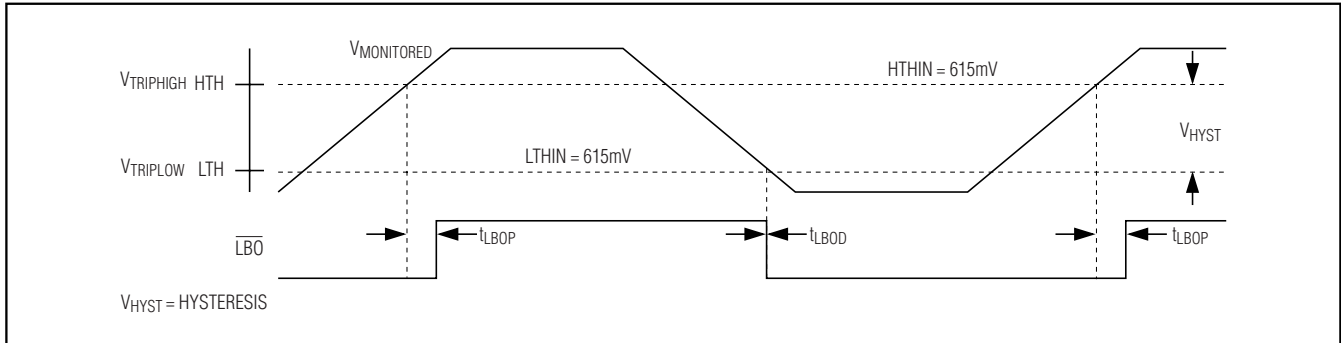 VMONITORED
VTRIPHIGH HTH
HTHIN = 615mV
VHYST
VTRIPLOW LTH
LTHIN = 615mV
LBO
tLBOP
tLBOD
tLBOP
VHYST = HYSTERESIS